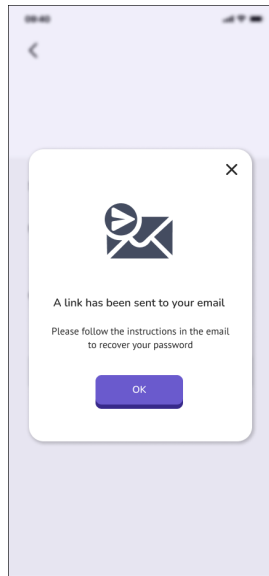 08:40
A link has been sent to your email
Please follow the instructions in the email
to recover your password
OK